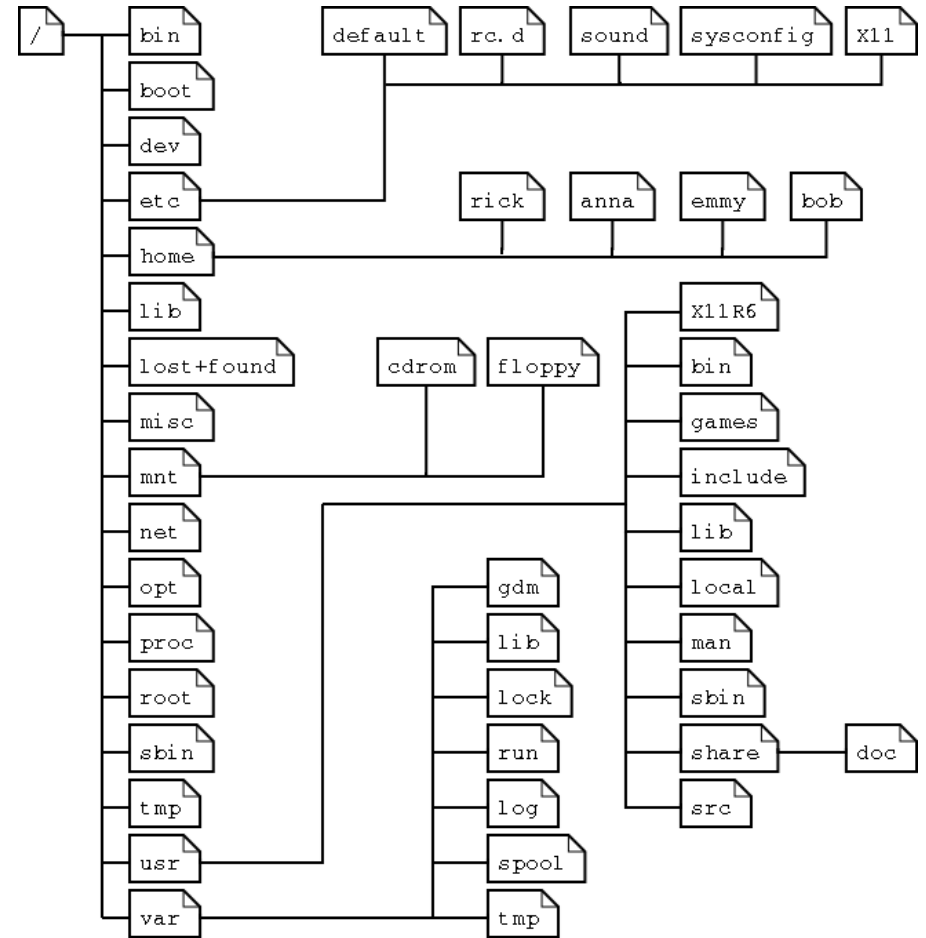 / bin default rc.d sound sysconfig X11
boot
dev
etc rick anna emmy bob
home
lib X11R6
lost+found cdrom floppy bin
misc games
mnt include
net lib
opt gdm local
proc lib man
root lock sbin
sbin run share doc
tmp log src
usr spool
var tmp